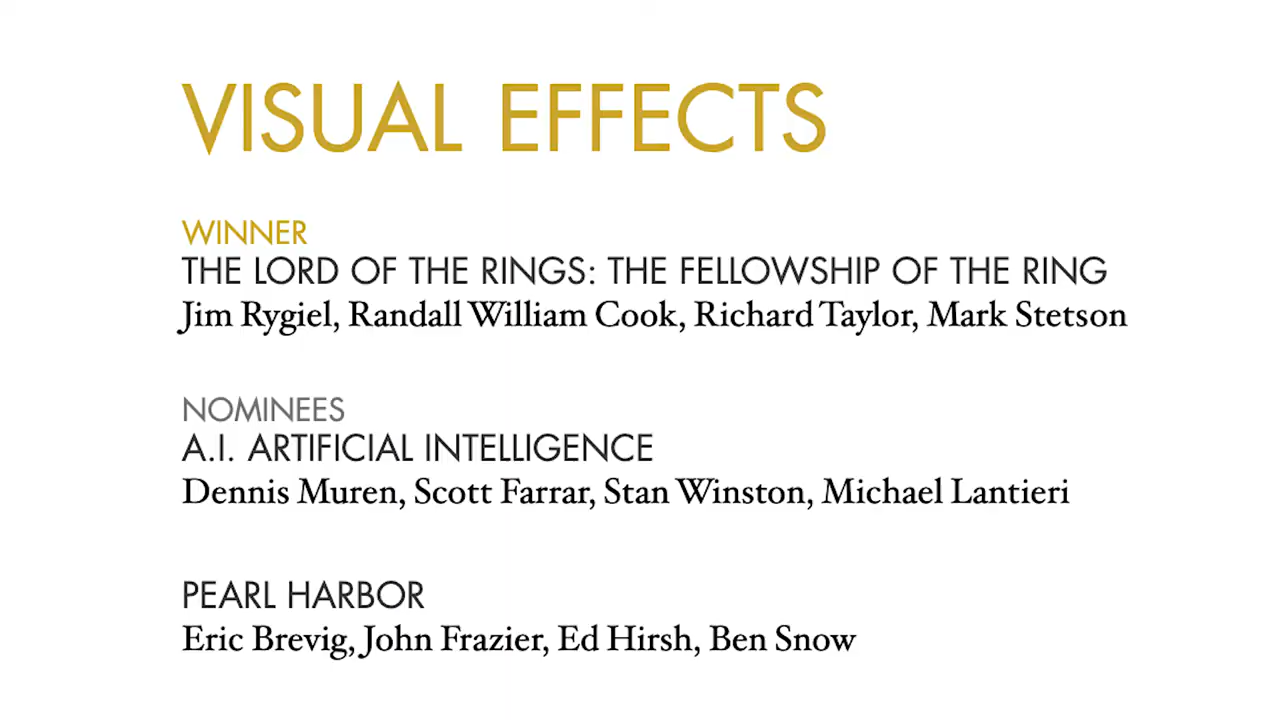 VISUAL EFFECTS
WINNER
THE LORD OF THE RINGS: THE FELLOWSHIP OF THE RING
Jim Rygiel, Randall William Cook, Richard Taylor, Mark Stetson
NOMINEES
A.I. ARTIFICIAL INTELLIGENCE
Dennis Muren, Scott Farrar, Stan Winston, Michael Lantieri
PEARL HARBOR
Eric Brevig, John Frazier, Ed Hirsh, Ben Snow